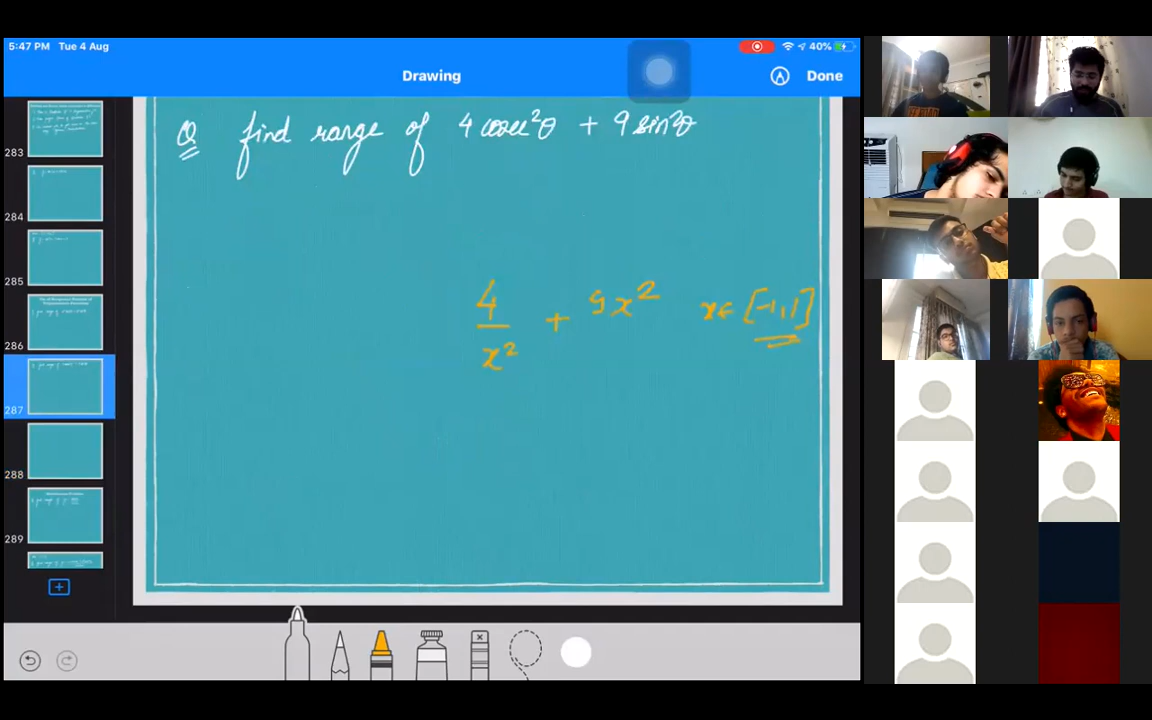 5:47 PM Tue 4 Aug
40%
Drawing
Done
Q find range of 4 cosec²θ + 9 sin²θ
4/x² + 9x² x ∈ [-1, 1]
283
284
285
286
287
288
289